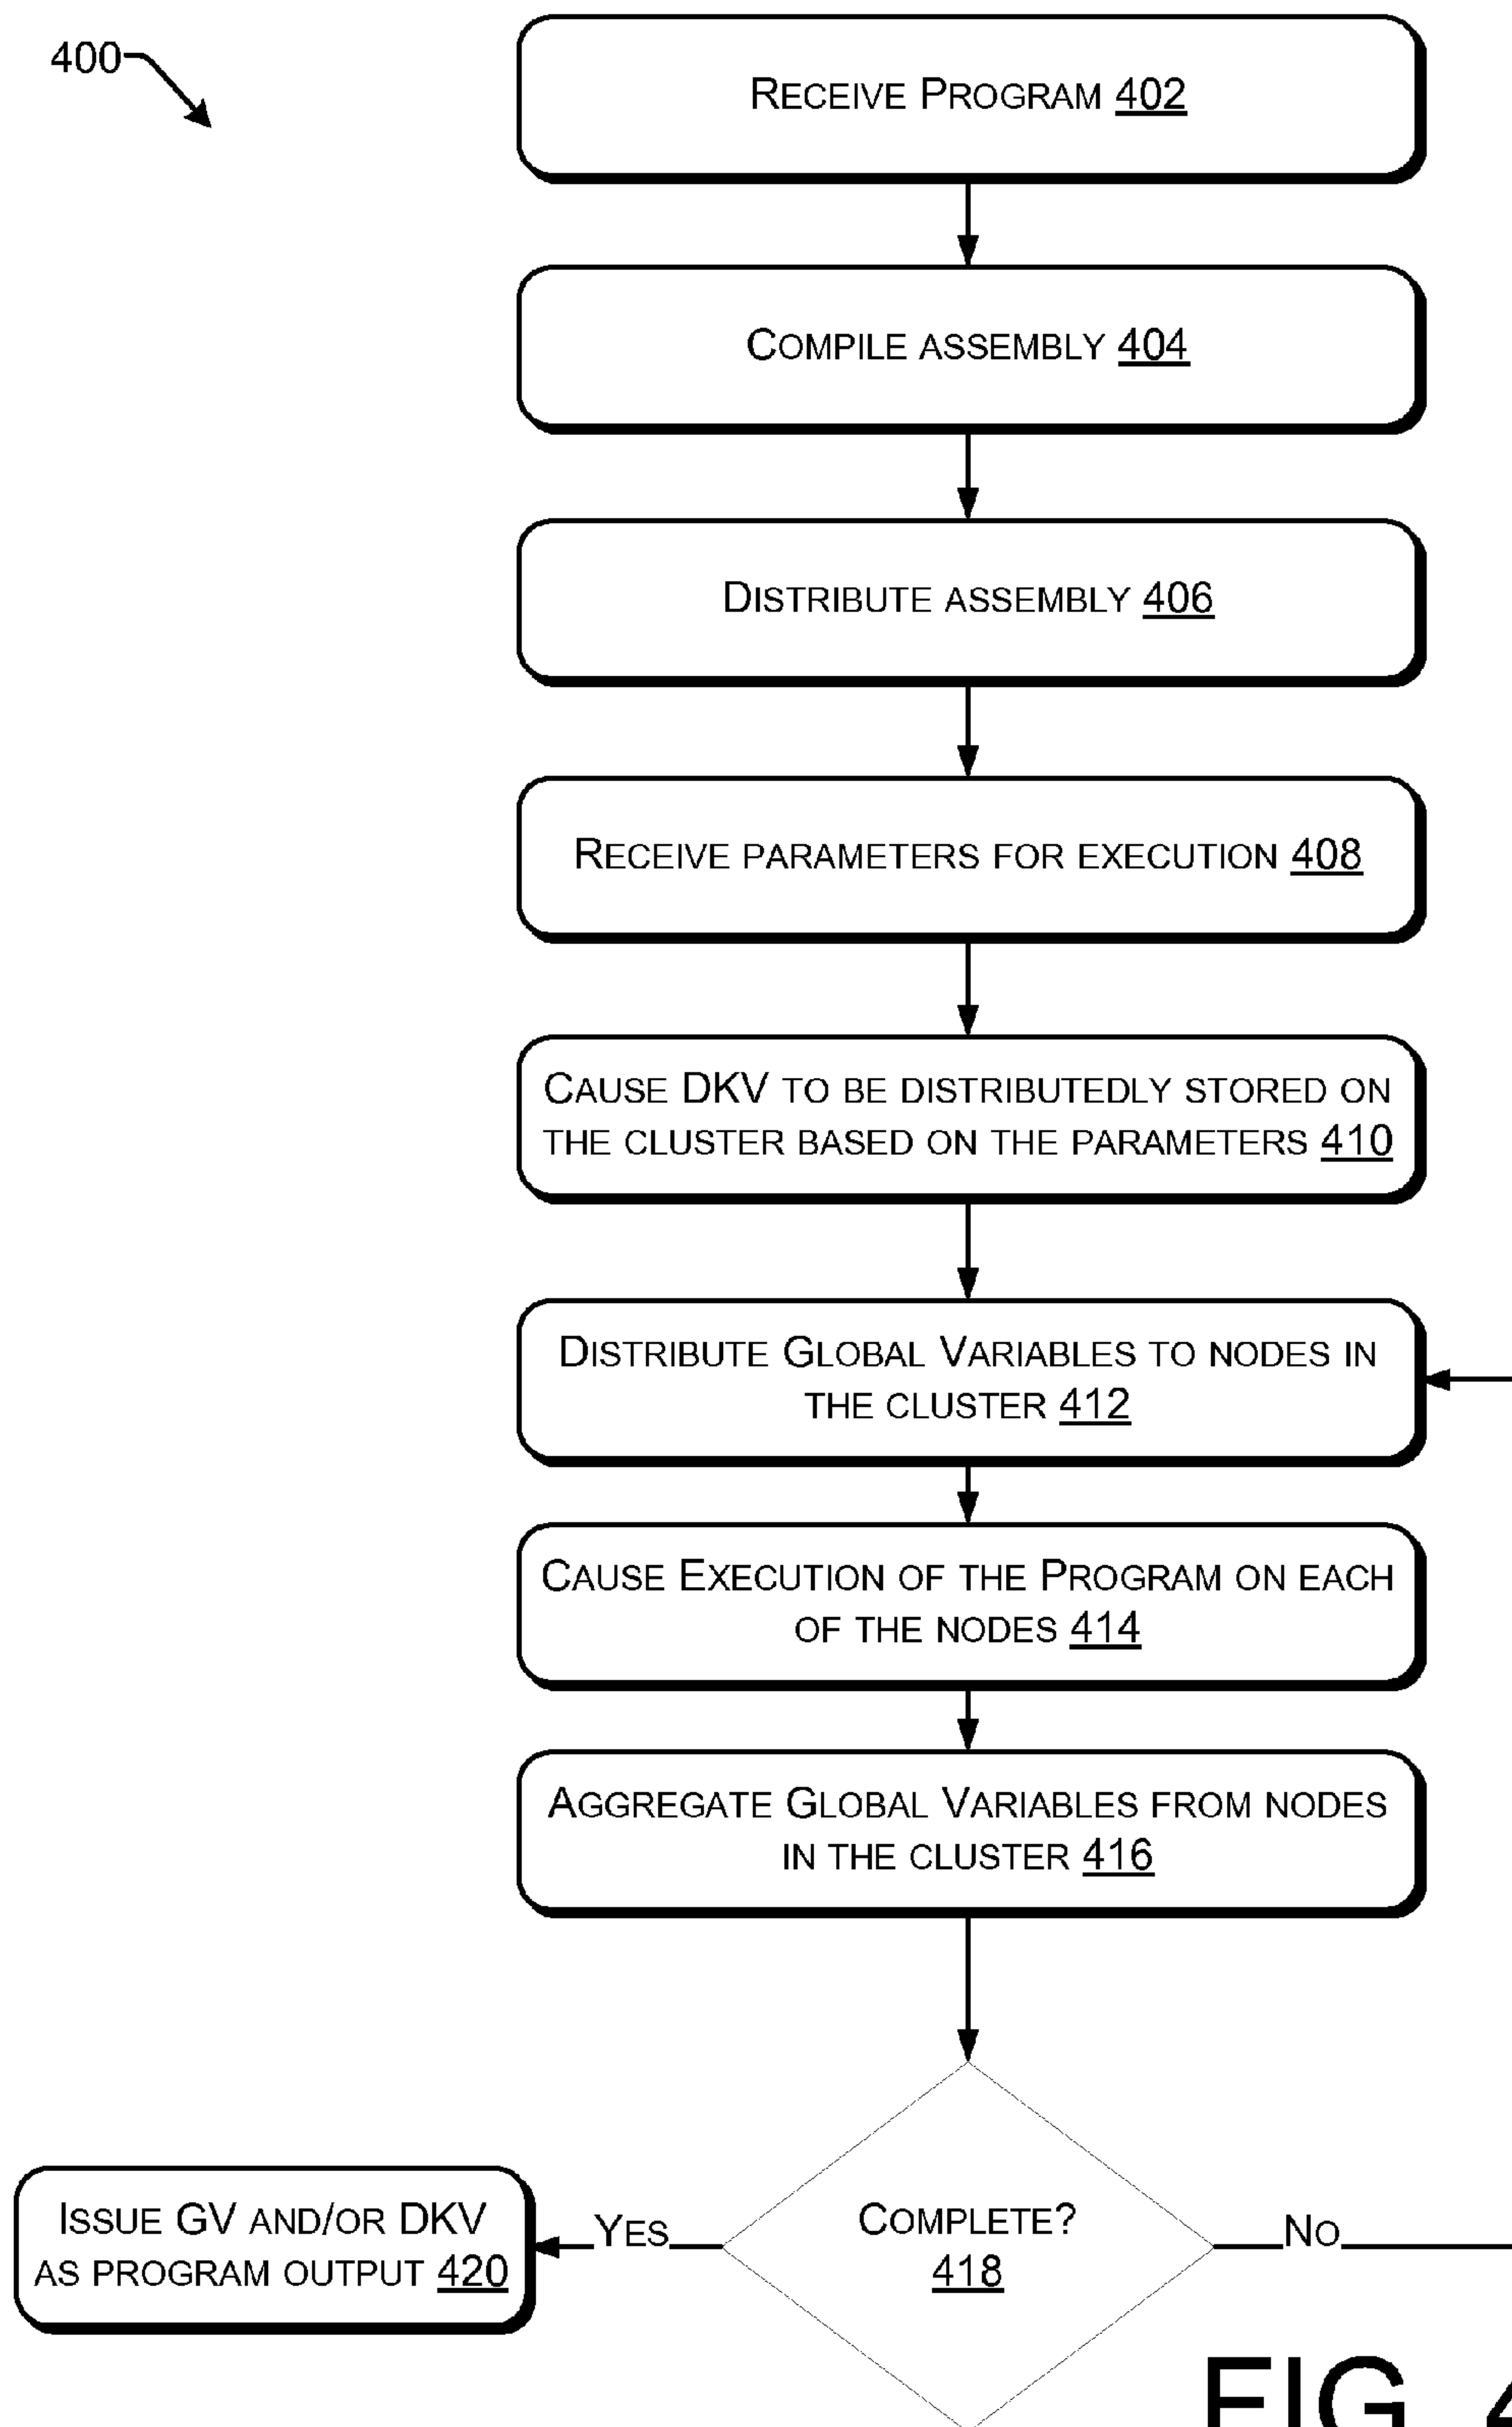 400
RECEIVE PROGRAM 402
COMPILE ASSEMBLY 404
DISTRIBUTE ASSEMBLY 406
RECEIVE PARAMETERS FOR EXECUTION 408
CAUSE DKV TO BE DISTRIBUTEDLY STORED ON
THE CLUSTER BASED ON THE PARAMETERS 410
DISTRIBUTE GLOBAL VARIABLES TO NODES IN
THE CLUSTER 412
CAUSE EXECUTION OF THE PROGRAM ON EACH
OF THE NODES 414
AGGREGATE GLOBAL VARIABLES FROM NODES
IN THE CLUSTER 416
COMPLETE?
418
YES
NO
ISSUE GV AND/OR DKV
AS PROGRAM OUTPUT 420
FIG. 4